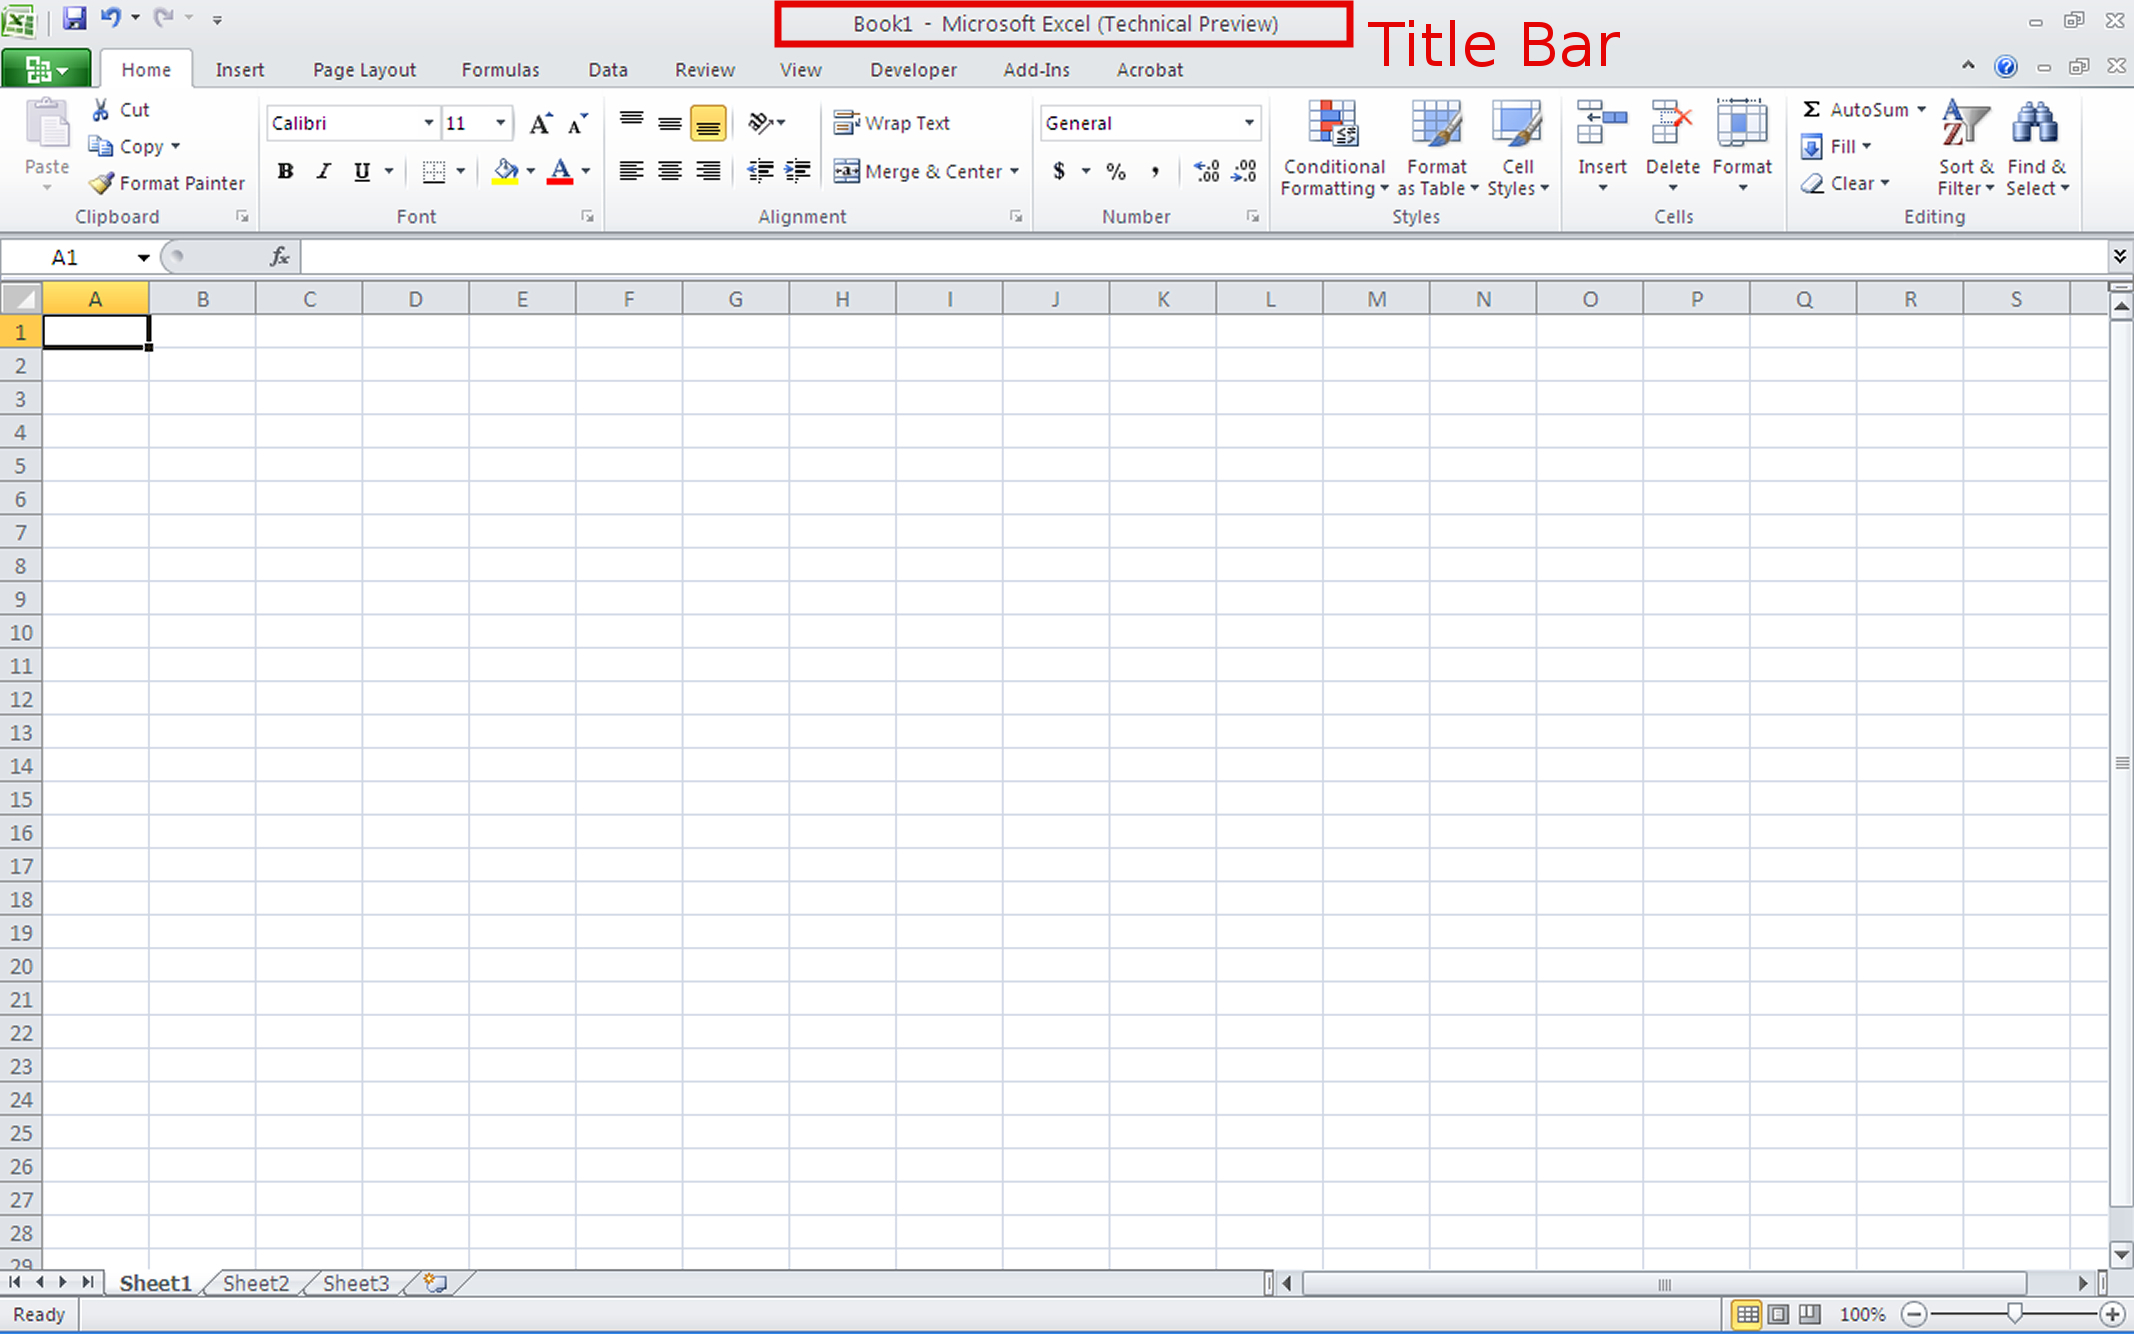 Book1 - Microsoft Excel (Technical Preview)
Title Bar
Home Insert Page Layout Formulas Data Review View Developer Add-Ins Acrobat
Paste
Cut
Copy
Format Painter
Clipboard
Calibri 11
B I U A
Font
Wrap Text
Merge & Center
Alignment
General
$ % , .00 .00
Number
Conditional Formatting
Format as Table
Cell Styles
Styles
Insert Delete Format
Cells
Σ AutoSum
Fill
Clear
Sort & Filter
Find & Select
Editing
A1 fx
A B C D E F G H I J K L M N O P Q R S
1
2
3
4
5
6
7
8
9
10
11
12
13
14
15
16
17
18
19
20
21
22
23
24
25
26
27
28
29
Sheet1 Sheet2 Sheet3
Ready 100%